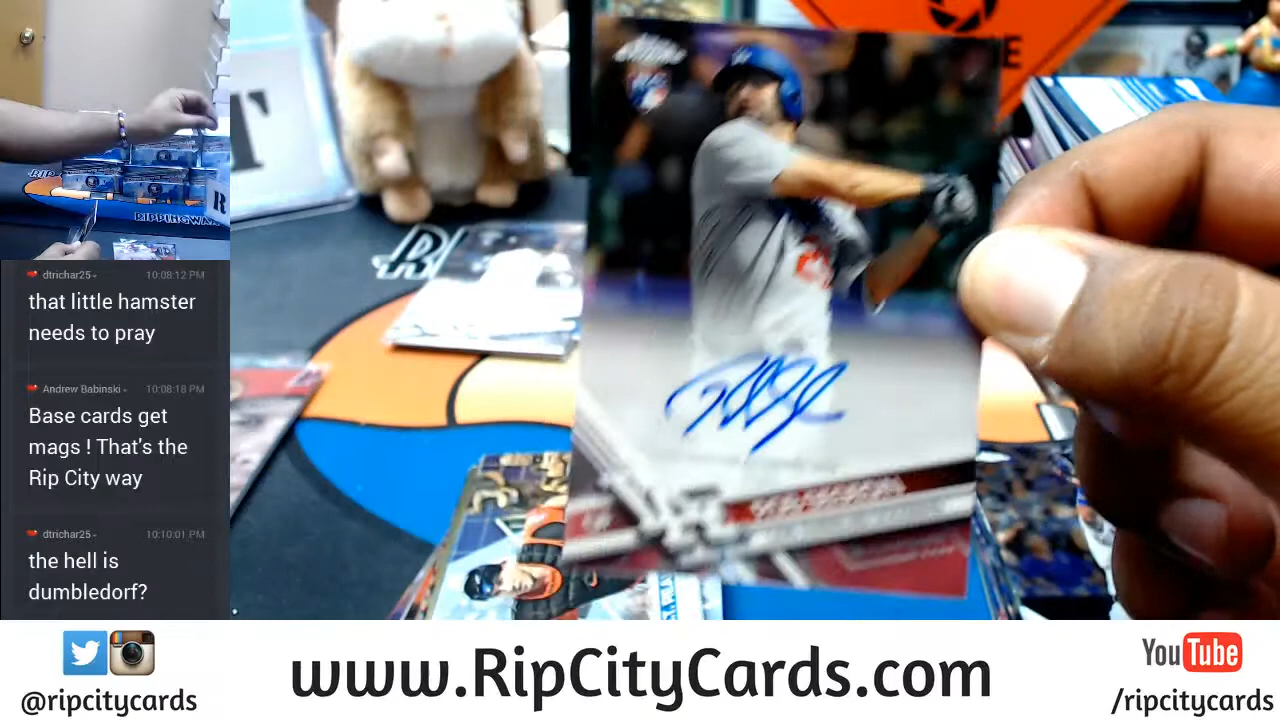 RIPPINGWAX
R
T
R
dtrichar25
10:08:12 PM
that little hamster
needs to pray
Andrew Babinski
10:08:18 PM
Base cards get
mags ! That's the
Rip City way
dtrichar25
10:10:01 PM
the hell is
dumbledorf?
@ripcitycards
www.RipCityCards.com
YouTube
/ripcitycards